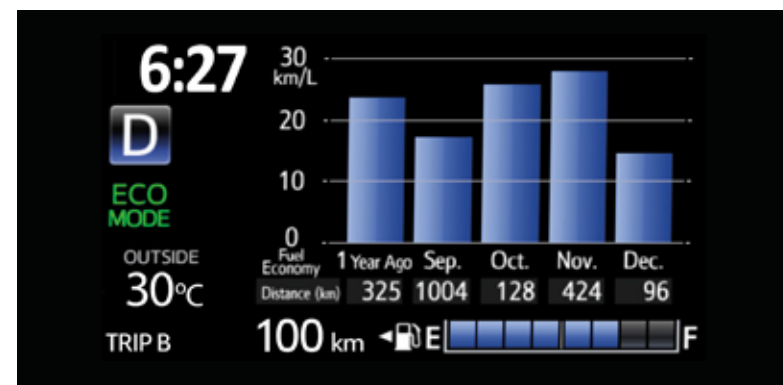 6:27
D
ECO
MODE
OUTSIDE
30°C
TRIP B
30
km/L
20
10
0
Fuel
Economy
1 Year Ago Sep. Oct. Nov. Dec.
Distance (km) 325 1004 128 424 96
100 km ◄ E F